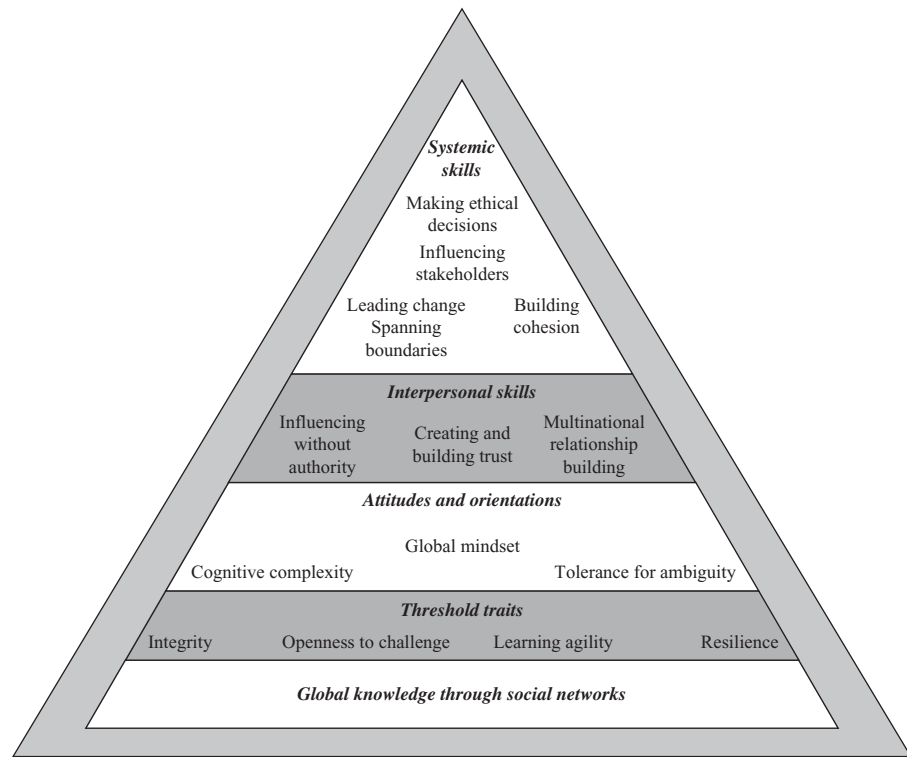 Systemic
skills
Making ethical
decisions
Influencing
stakeholders
Leading change
Spanning
boundaries
Building
cohesion
Interpersonal skills
Influencing
without
authority
Creating and
building trust
Multinational
relationship
building
Attitudes and orientations
Global mindset
Cognitive complexity
Tolerance for ambiguity
Threshold traits
Integrity
Openness to challenge
Learning agility
Resilience
Global knowledge through social networks